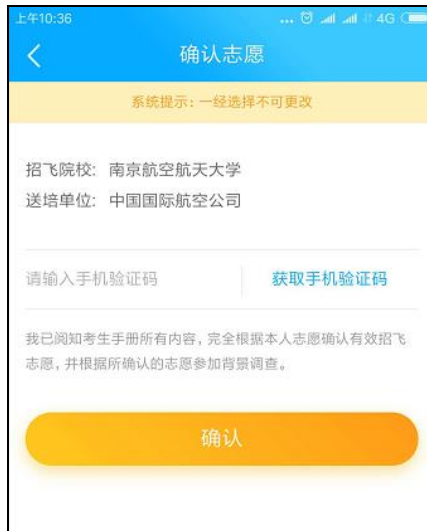 上午10:36
... 4G
确认志愿
系统提示：一经选择不可更改
招飞院校： 南京航空航天大学
送培单位： 中国国际航空公司
请输入手机验证码 获取手机验证码
我已阅知考生手册所有内容，完全根据本人志愿确认有效招飞
志愿，并根据所确认的志愿参加背景调查。
确认